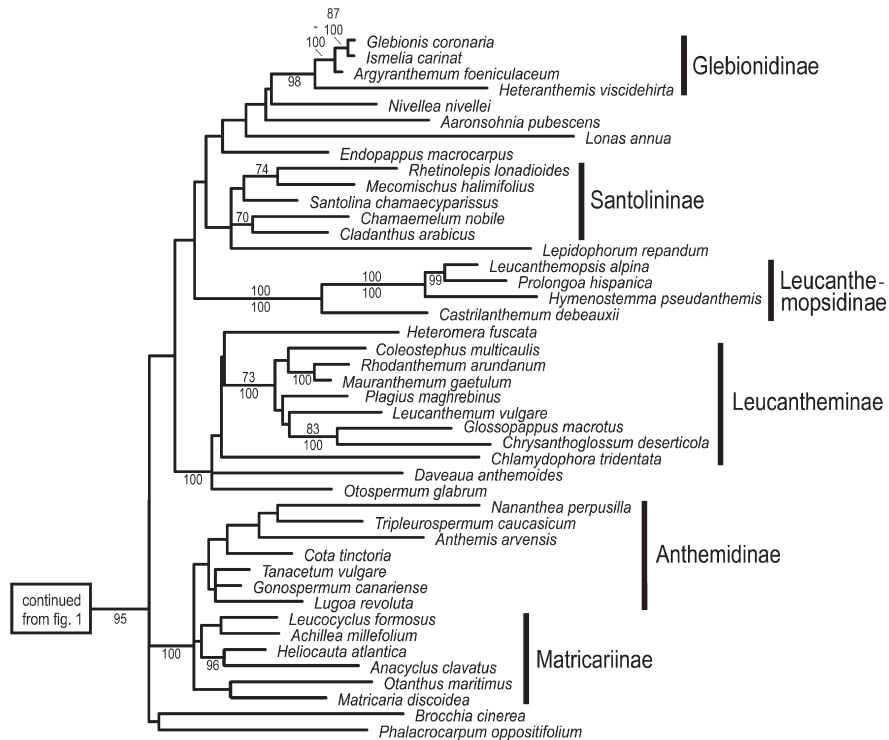 87
-
100
100
Glebionis coronaria
Ismelia carinat
Argyranthemum foeniculaceum
98
Heteranthemis viscidehirta
Glebionidinae
Nivellea nivellei
Aaronsohnia pubescens
Lonas annua
Endopappus macrocarpus
74
Rhetinolepis lonadioides
Mecomischus halimifolius
Santolina chamaecyparissus
70
Chamaemelum nobile
Cladanthus arabicus
Santolininae
Lepidophorum repandum
Leucanthemopsis alpina
100
100
99
Prolongoa hispanica
100
100
Hymenostemma pseudanthemis
Castrilanthemum debeauxii
Leucanthe-
mopsidinae
Heteromera fuscata
Coleostephus multicaulis
Rhodanthemum arundanum
73
100
100
Mauranthemum gaetulum
Plagius maghrebinus
Leucanthemum vulgare
83
100
Glossopappus macrotus
Chrysanthoglossum deserticola
Chlamydophora tridentata
Leucantheminae
100
Daveaua anthemoides
Otospermum glabrum
Nananthea perpusilla
Tripleurospermum caucasicum
Anthemis arvensis
Cota tinctoria
Tanacetum vulgare
Gonospermum canariense
Lugoa revoluta
Anthemidinae
continued
from fig. 1
95
Leucocyclus formosus
Achillea millefolium
100
Heliocauta atlantica
96
Anacyclus clavatus
Otanthus maritimus
Matricaria discoidea
Matricariinae
Brocchia cinerea
Phalacrocarpum oppositifolium